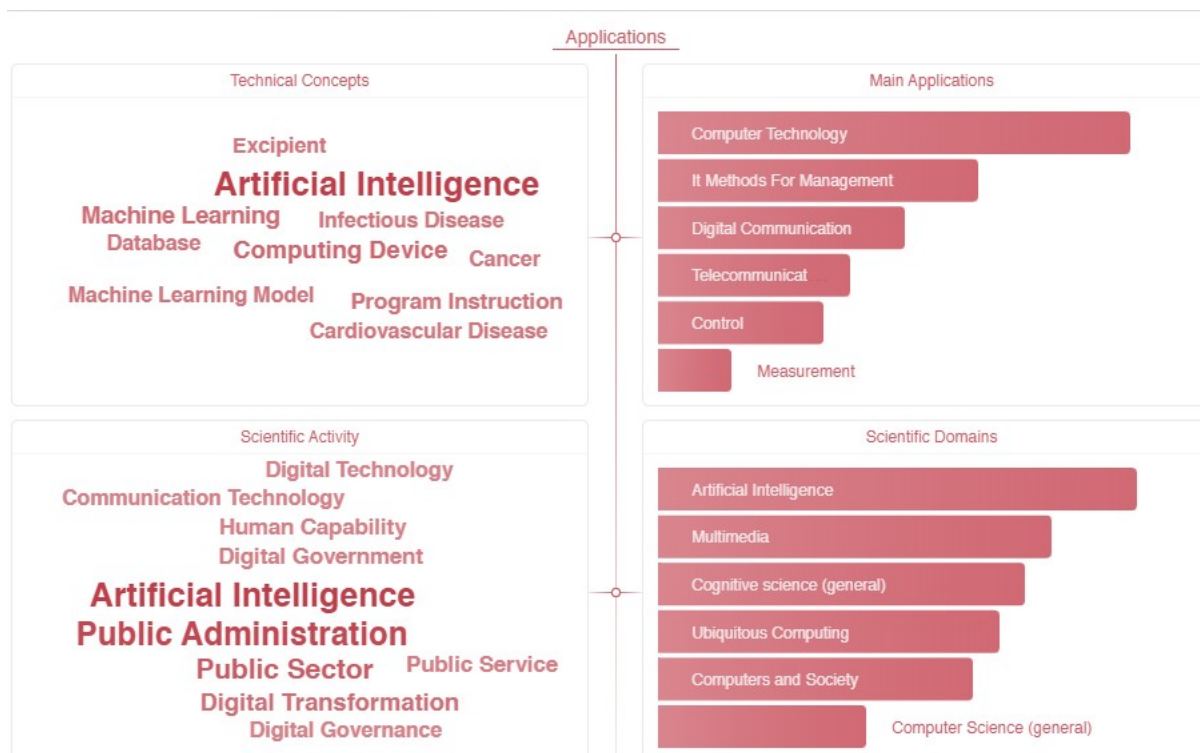 Applications
Technical Concepts
Excipient
Artificial Intelligence
Machine Learning
Infectious Disease
Database
Computing Device
Cancer
Machine Learning Model
Program Instruction
Cardiovascular Disease
Main Applications
Computer Technology
It Methods For Management
Digital Communication
Telecommunicat
Control
Measurement
Scientific Activity
Digital Technology
Communication Technology
Human Capability
Digital Government
Artificial Intelligence
Public Administration
Public Sector
Public Service
Digital Transformation
Digital Governance
Scientific Domains
Artificial Intelligence
Multimedia
Cognitive science (general)
Ubiquitous Computing
Computers and Society
Computer Science (general)